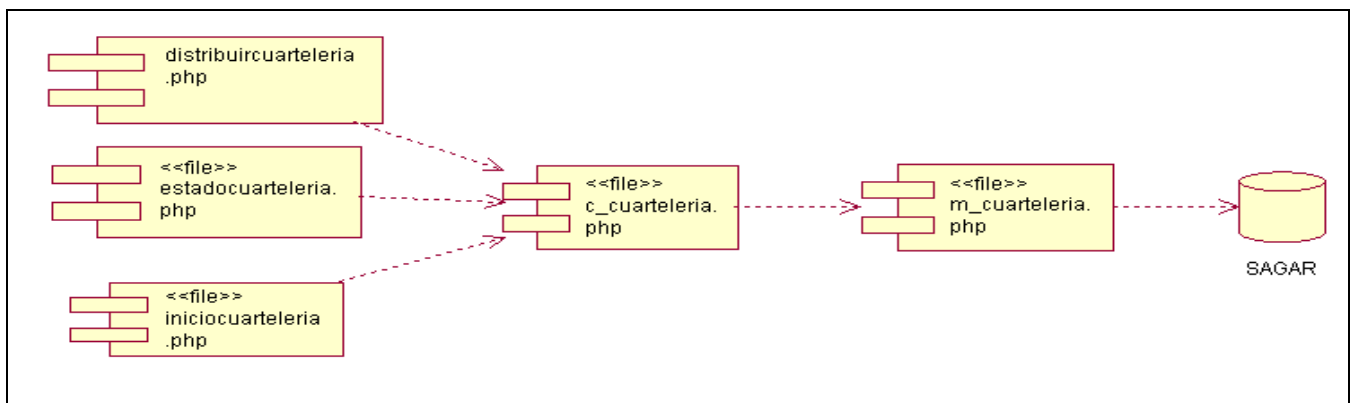 distribuircuarteleria
.php
<<file>>
estadocuarteleria.
php
<<file>>
iniciocuarteleria
.php
<<file>>
c_cuarteleria.
php
<<file>>
m_cuarteleria.
php
SAGAR